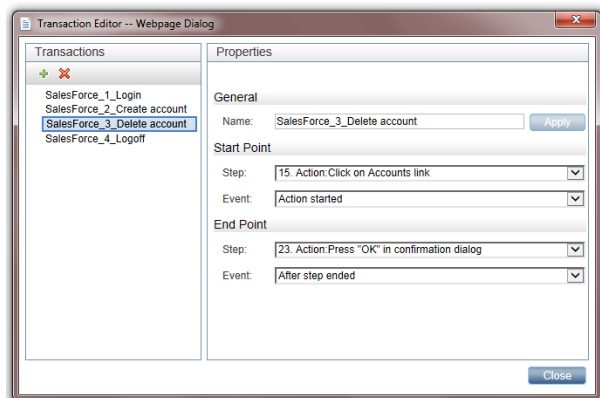 Transaction Editor -- Webpage Dialog
Transactions
SalesForce_1_Login
SalesForce_2_Create account
SalesForce_3_Delete account
SalesForce_4_Logoff
Properties
General
Name: SalesForce_3_Delete account Apply
Start Point
Step: 15. Action:Click on Accounts link
Event: Action started
End Point
Step: 23. Action:Press "OK" in confirmation dialog
Event: After step ended
Close